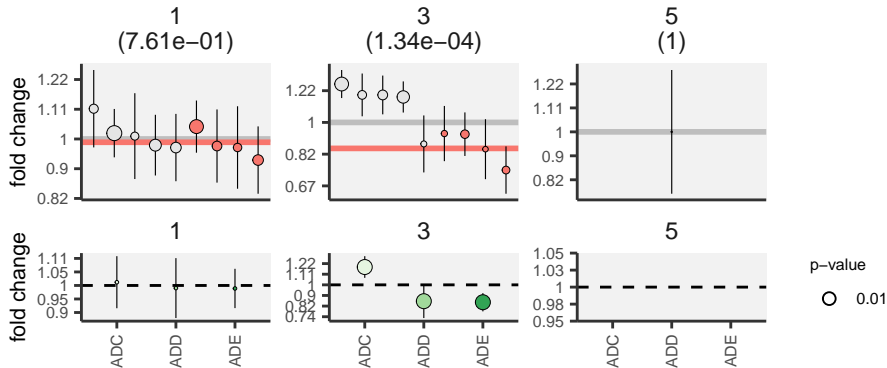 1
(7.61e−01)
3
(1.34e−04)
5
(1)
fold change
1.22
1.11
1
0.9
0.82
1.22
1
0.82
0.67
1.22
1.11
1
0.9
0.82
1
3
5
fold change
1.11
1.05
1
0.95
0.9
1.22
1.11
1
0.9
0.82
0.74
1.05
1.03
1
0.98
0.95
ADC
ADD
ADE
ADC
ADD
ADE
ADC
ADD
ADE
p−value
0.01